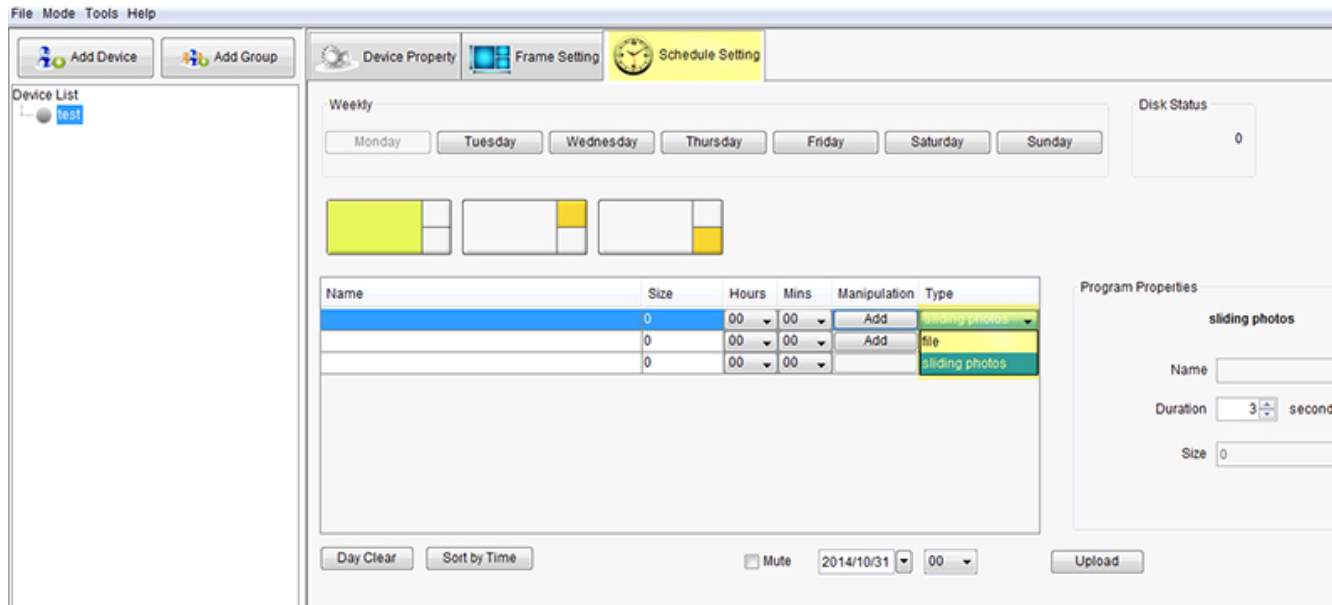 File Mode Tools Help
Add Device Add Group
Device Property Frame Setting Schedule Setting
Device List
test
Weekly
Disk Status
Monday Tuesday Wednesday Thursday Friday Saturday Sunday
0
Name Size Hours Mins Manipulation Type
0 00 00 Add sliding photos
0 00 00 Add file
0 00 00 sliding photos
Program Properties
sliding photos
Name
Duration 3 second
Size 0
Day Clear Sort by Time Mute 2014/10/31 00 Upload